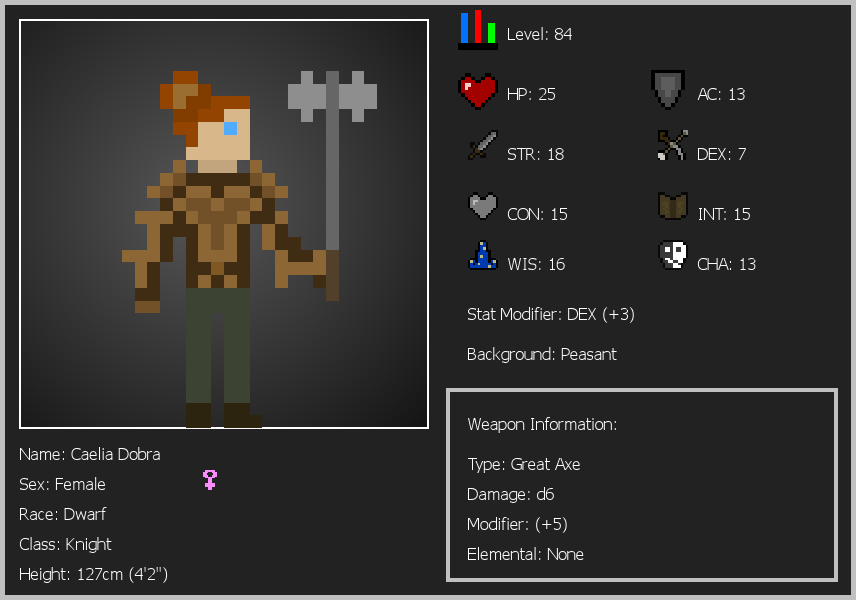 Level: 84
HP: 25
AC: 13
STR: 18
DEX: 7
CON: 15
INT: 15
WIS: 16
CHA: 13
Stat Modifier: DEX (+3)
Background: Peasant
Weapon Information:
Type: Great Axe
Damage: d6
Modifier: (+5)
Elemental: None
Name: Caelia Dobra
Sex: Female
Race: Dwarf
Class: Knight
Height: 127cm (4'2")